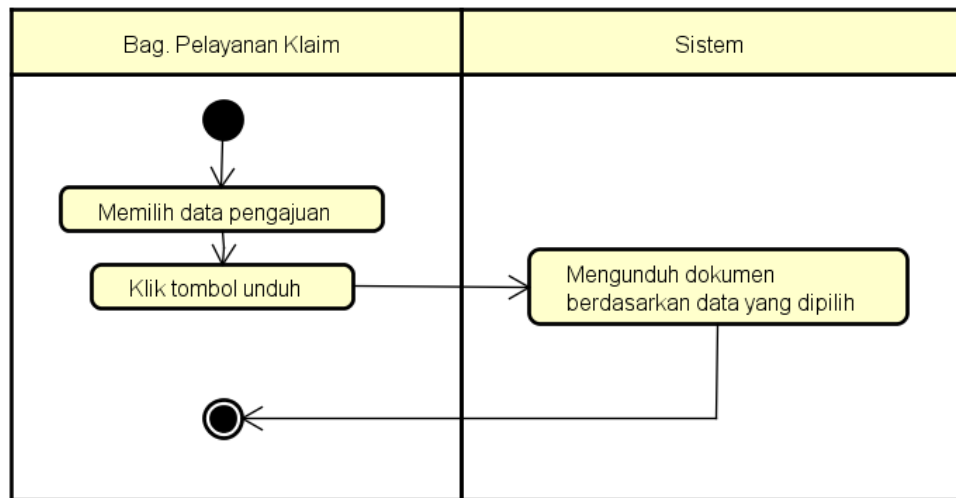 Bag. Pelayanan Klaim
Sistem
Memilih data pengajuan
Klik tombol unduh
Mengunduh dokumen
berdasarkan data yang dipilih